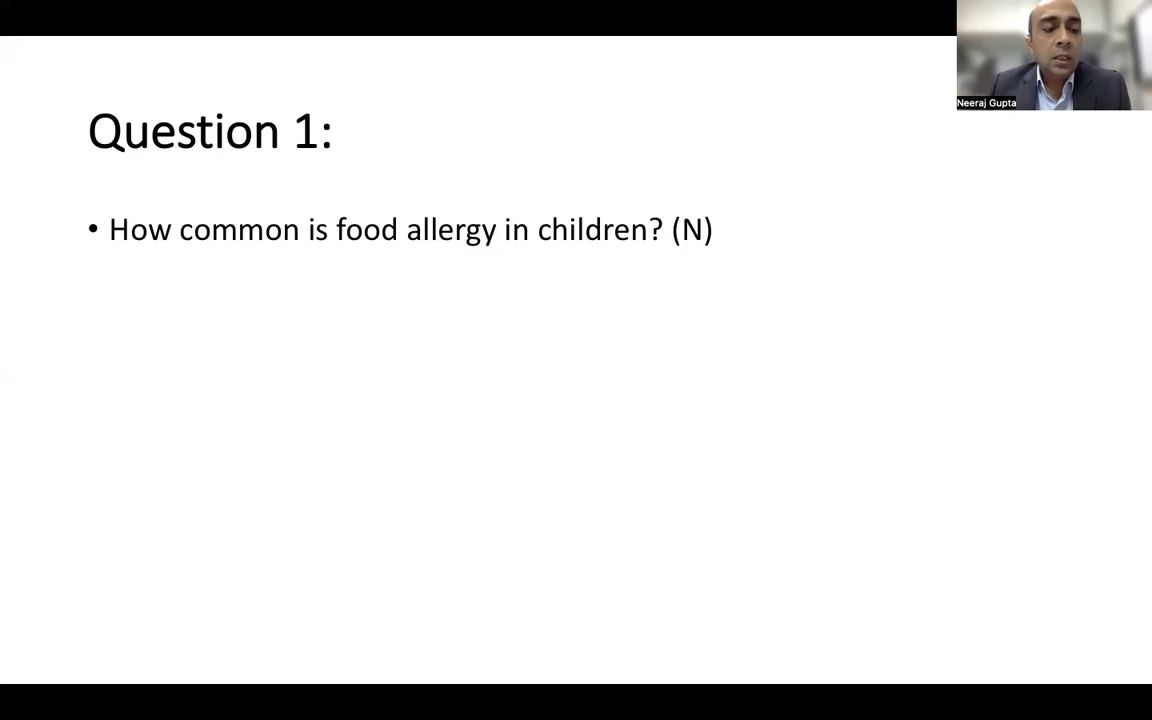 Neeraj Gupta
Question 1:
• How common is food allergy in children? (N)